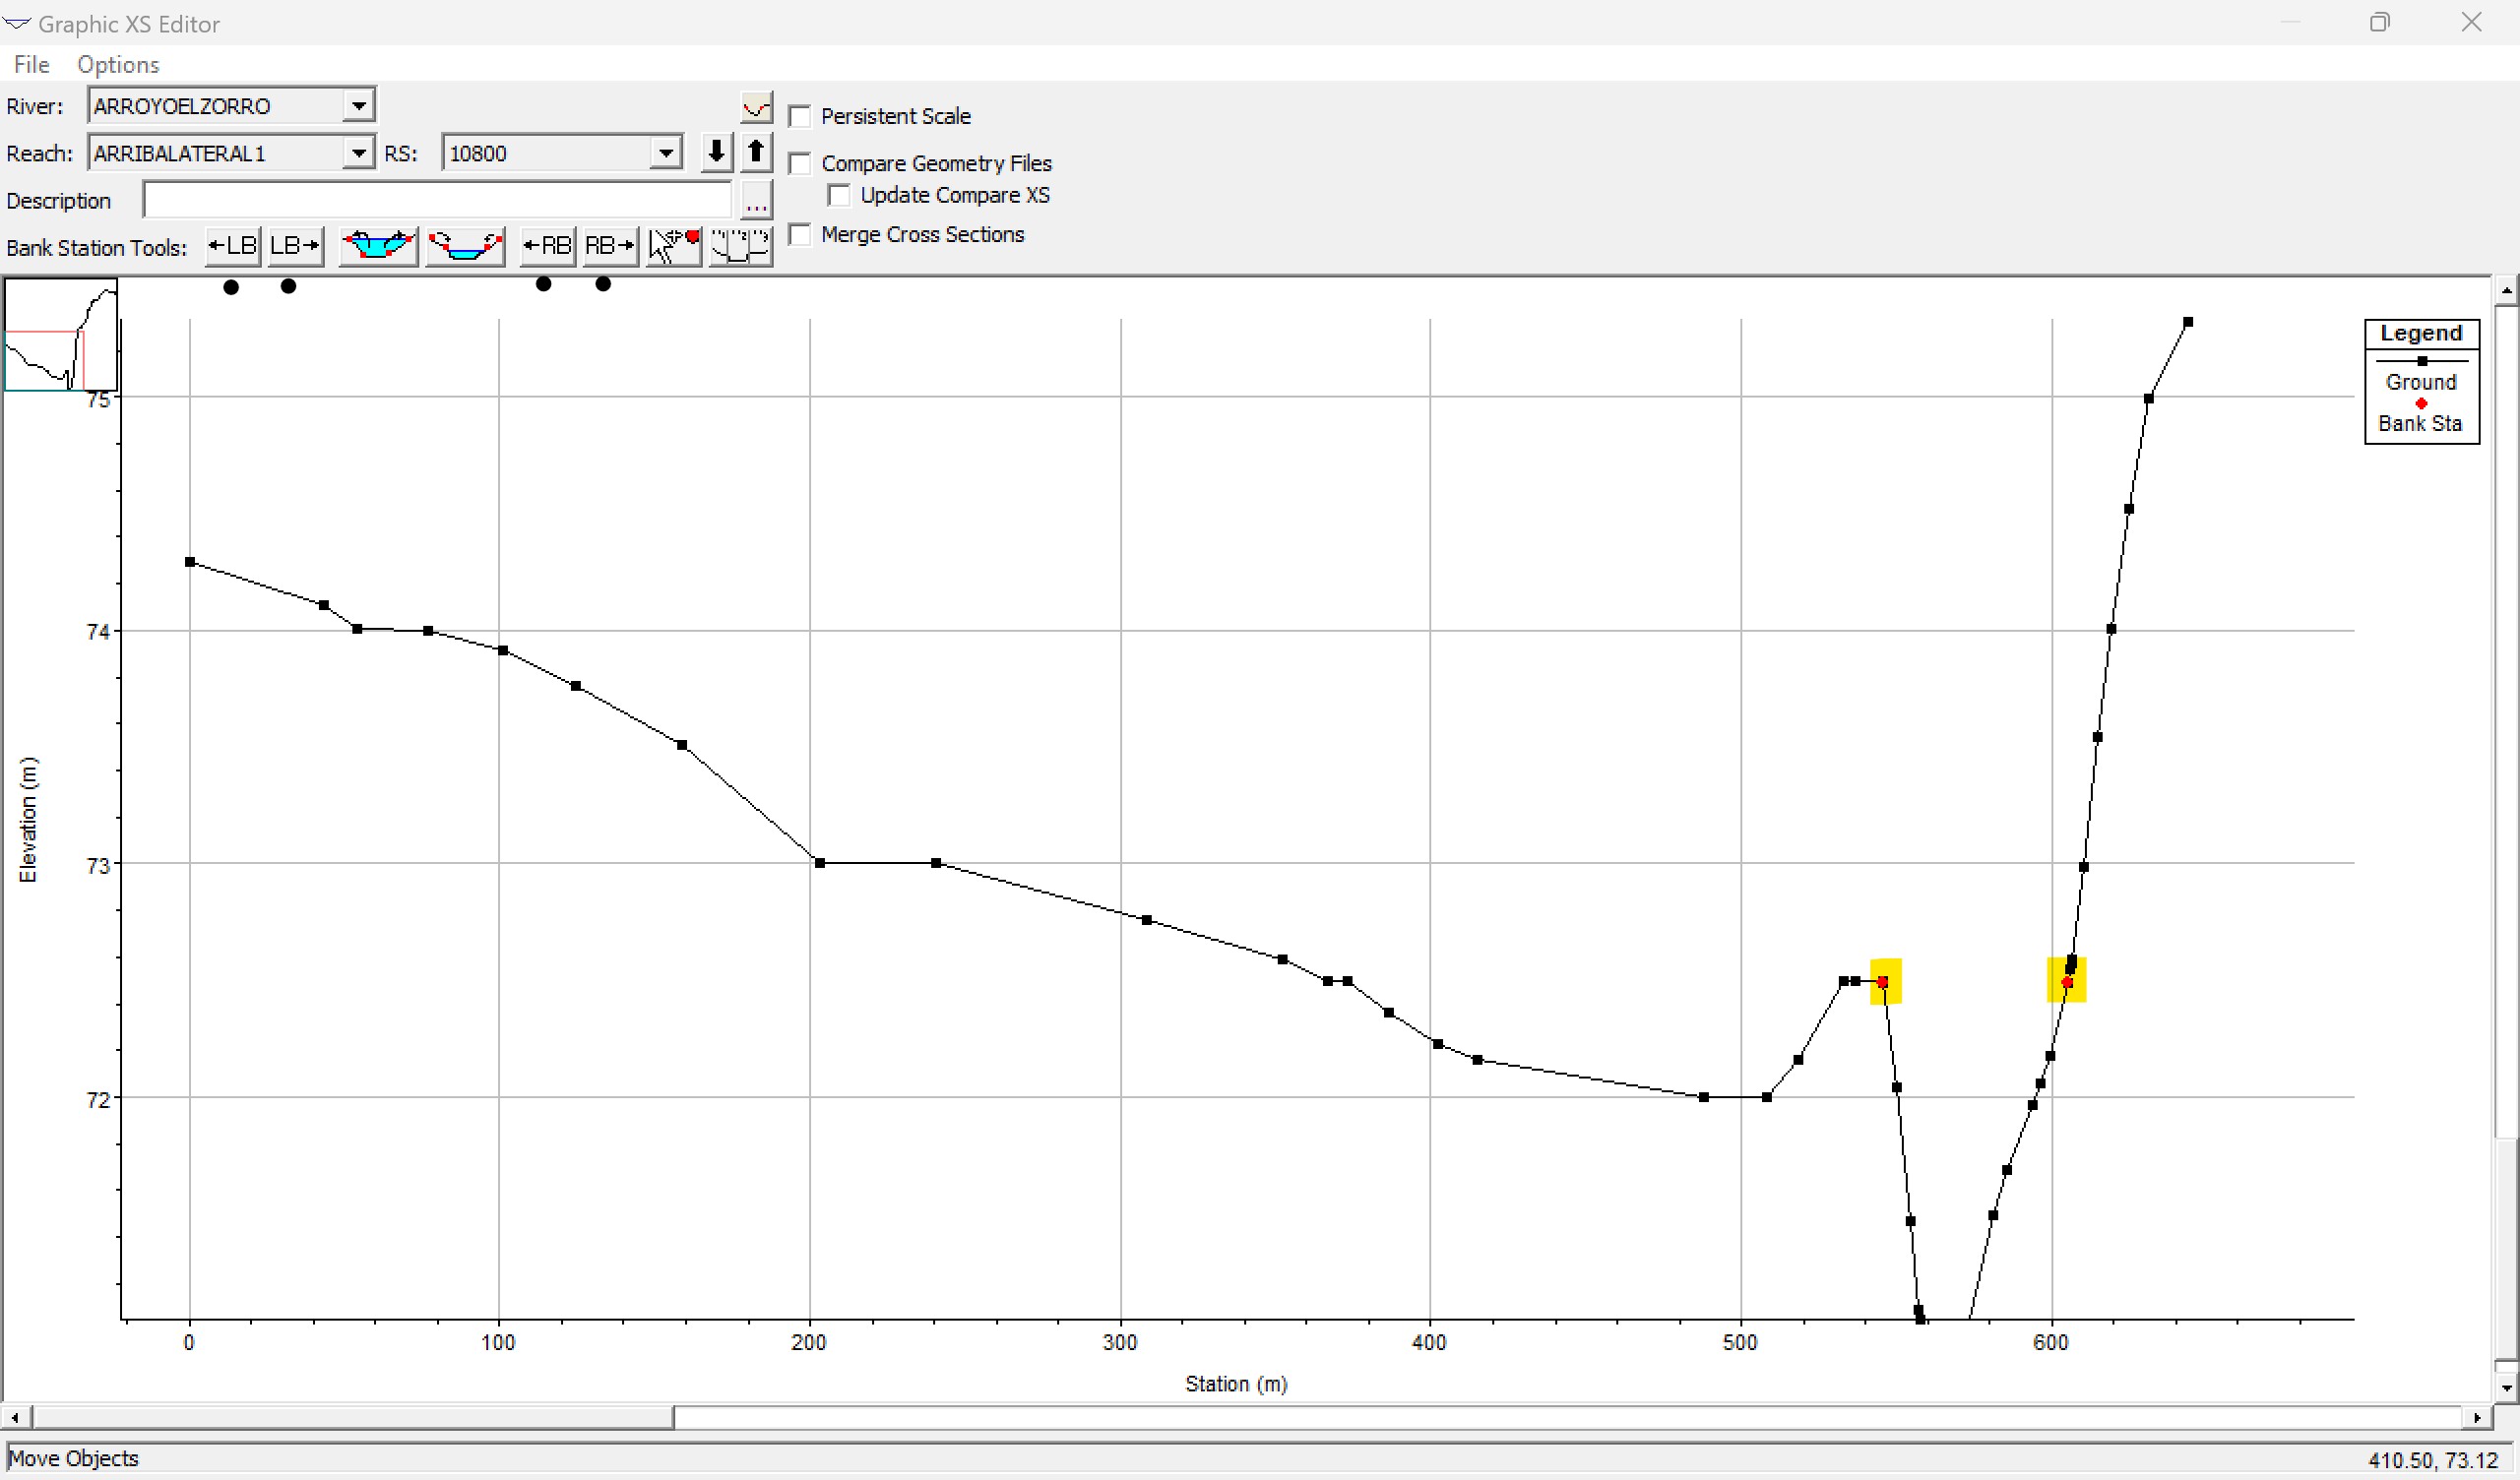 Graphic XS Editor
File Options
River: ARROYOELZORRO
Persistent Scale
Reach: ARRIBALATERAL1 RS: 10800
Compare Geometry Files
Update Compare XS
Description ...
Bank Station Tools: ←LB LB→ ←RB RB→
Merge Cross Sections
Legend
Ground
Bank Sta
75
74
73
72
Elevation (m)
0 100 200 300 400 500 600
Station (m)
Move Objects 410.50, 73.12